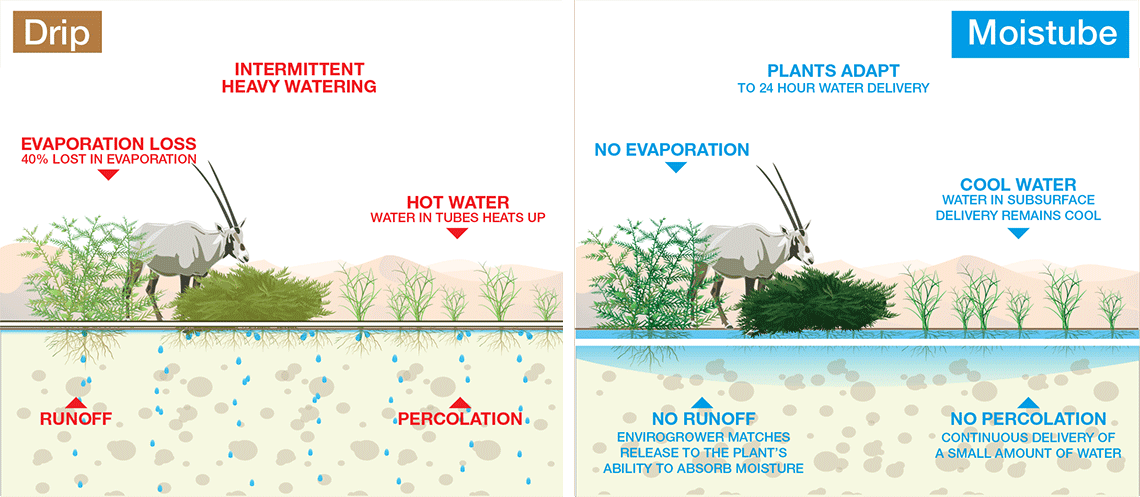 Drip
INTERMITTENT
HEAVY WATERING
EVAPORATION LOSS
40% LOST IN EVAPORATION
HOT WATER
WATER IN TUBES HEATS UP
RUNOFF
PERCOLATION
Moistube
PLANTS ADAPT
TO 24 HOUR WATER DELIVERY
NO EVAPORATION
COOL WATER
WATER IN SUBSURFACE
DELIVERY REMAINS COOL
NO RUNOFF
ENVIROGROWER MATCHES
RELEASE TO THE PLANT'S
ABILITY TO ABSORB MOISTURE
NO PERCOLATION
CONTINUOUS DELIVERY OF
A SMALL AMOUNT OF WATER